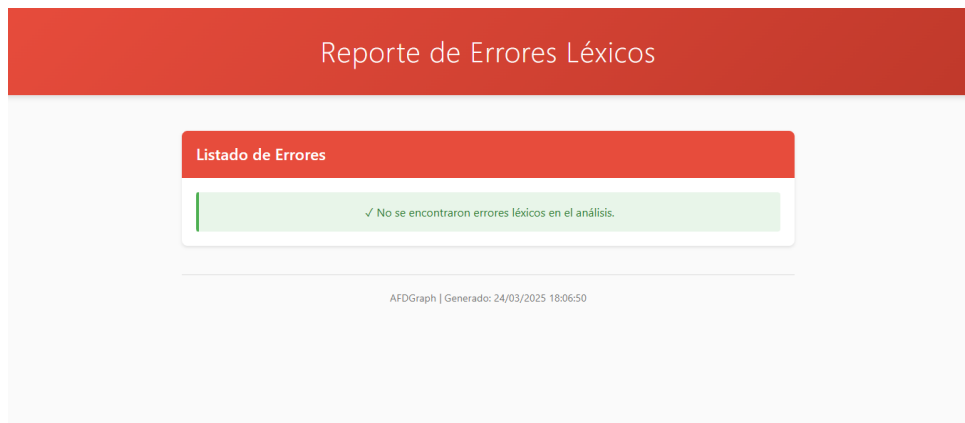 Reporte de Errores Léxicos
Listado de Errores
✓ No se encontraron errores léxicos en el análisis.
AFDGraph | Generado: 24/03/2025 18:06:50